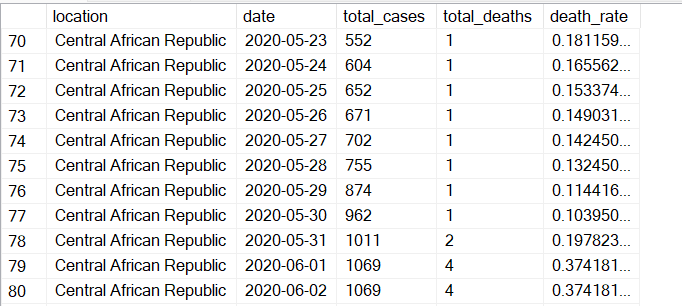 location date total_cases total_deaths death_rate
70 Central African Republic 2020-05-23 552 1 0.181159...
71 Central African Republic 2020-05-24 604 1 0.165562...
72 Central African Republic 2020-05-25 652 1 0.153374...
73 Central African Republic 2020-05-26 671 1 0.149031...
74 Central African Republic 2020-05-27 702 1 0.142450...
75 Central African Republic 2020-05-28 755 1 0.132450...
76 Central African Republic 2020-05-29 874 1 0.114416...
77 Central African Republic 2020-05-30 962 1 0.103950...
78 Central African Republic 2020-05-31 1011 2 0.197823...
79 Central African Republic 2020-06-01 1069 4 0.374181...
80 Central African Republic 2020-06-02 1069 4 0.374181...